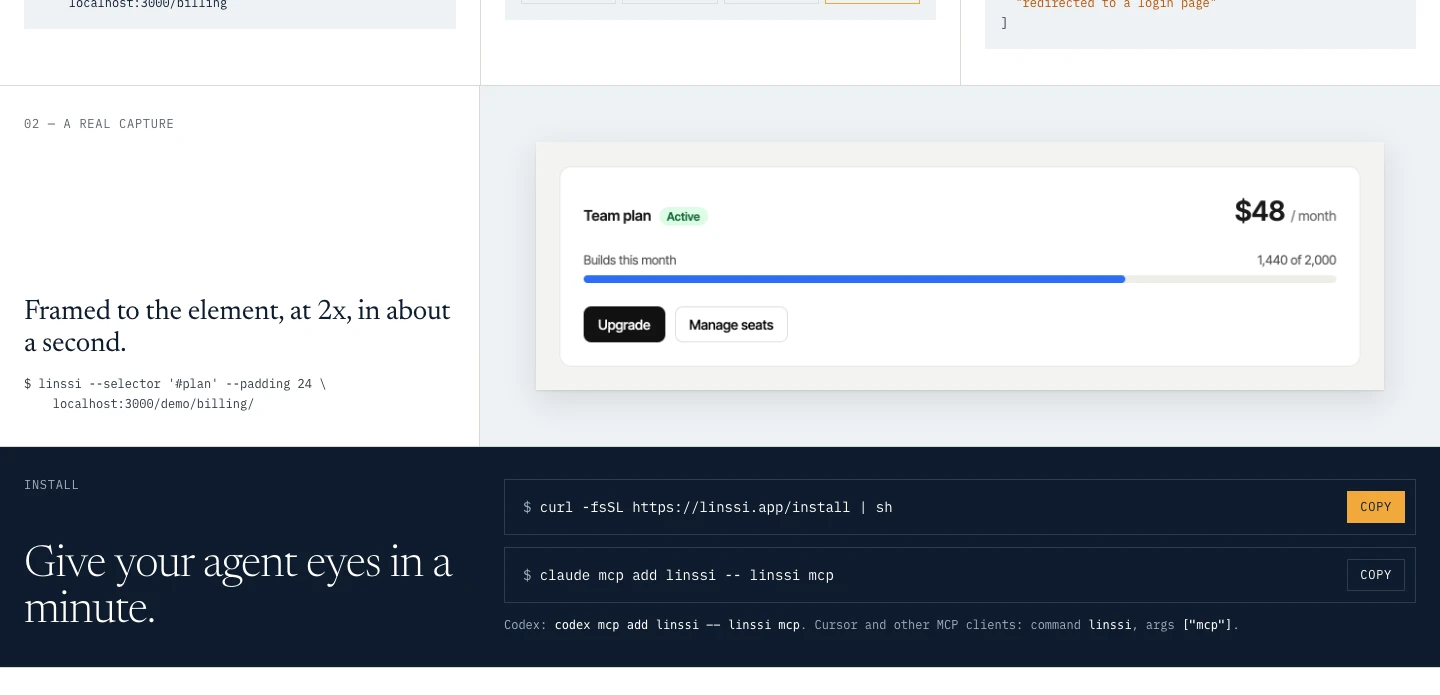 localhost:3000/billing
"redirected to a login page"
]
02 — A REAL CAPTURE
Framed to the element, at 2x, in about
a second.
$ linssi --selector '#plan' --padding 24 \
localhost:3000/demo/billing/
Team plan Active
$48 / month
Builds this month
1,440 of 2,000
Upgrade Manage seats
INSTALL
Give your agent eyes in a
minute.
$ curl -fsSL https://linssi.app/install | sh
COPY
$ claude mcp add linssi -- linssi mcp
COPY
Codex: codex mcp add linssi -- linssi mcp. Cursor and other MCP clients: command linssi, args ["mcp"].